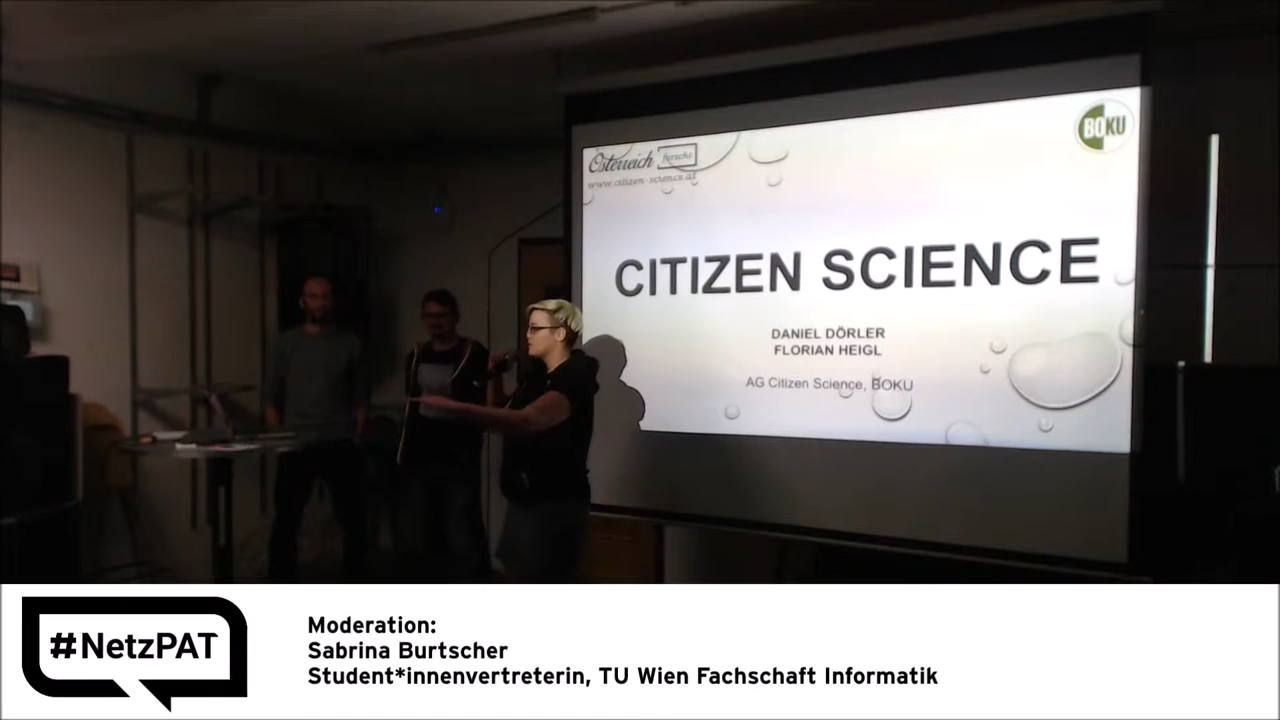 Österreich forscht
www.citizen-science.at
BOKU
CITIZEN SCIENCE
DANIEL DÖRLER
FLORIAN HEIGL
AG Citizen Science, BOKU
#NetzPAT
Moderation:
Sabrina Burtscher
Student*innenvertreterin, TU Wien Fachschaft Informatik